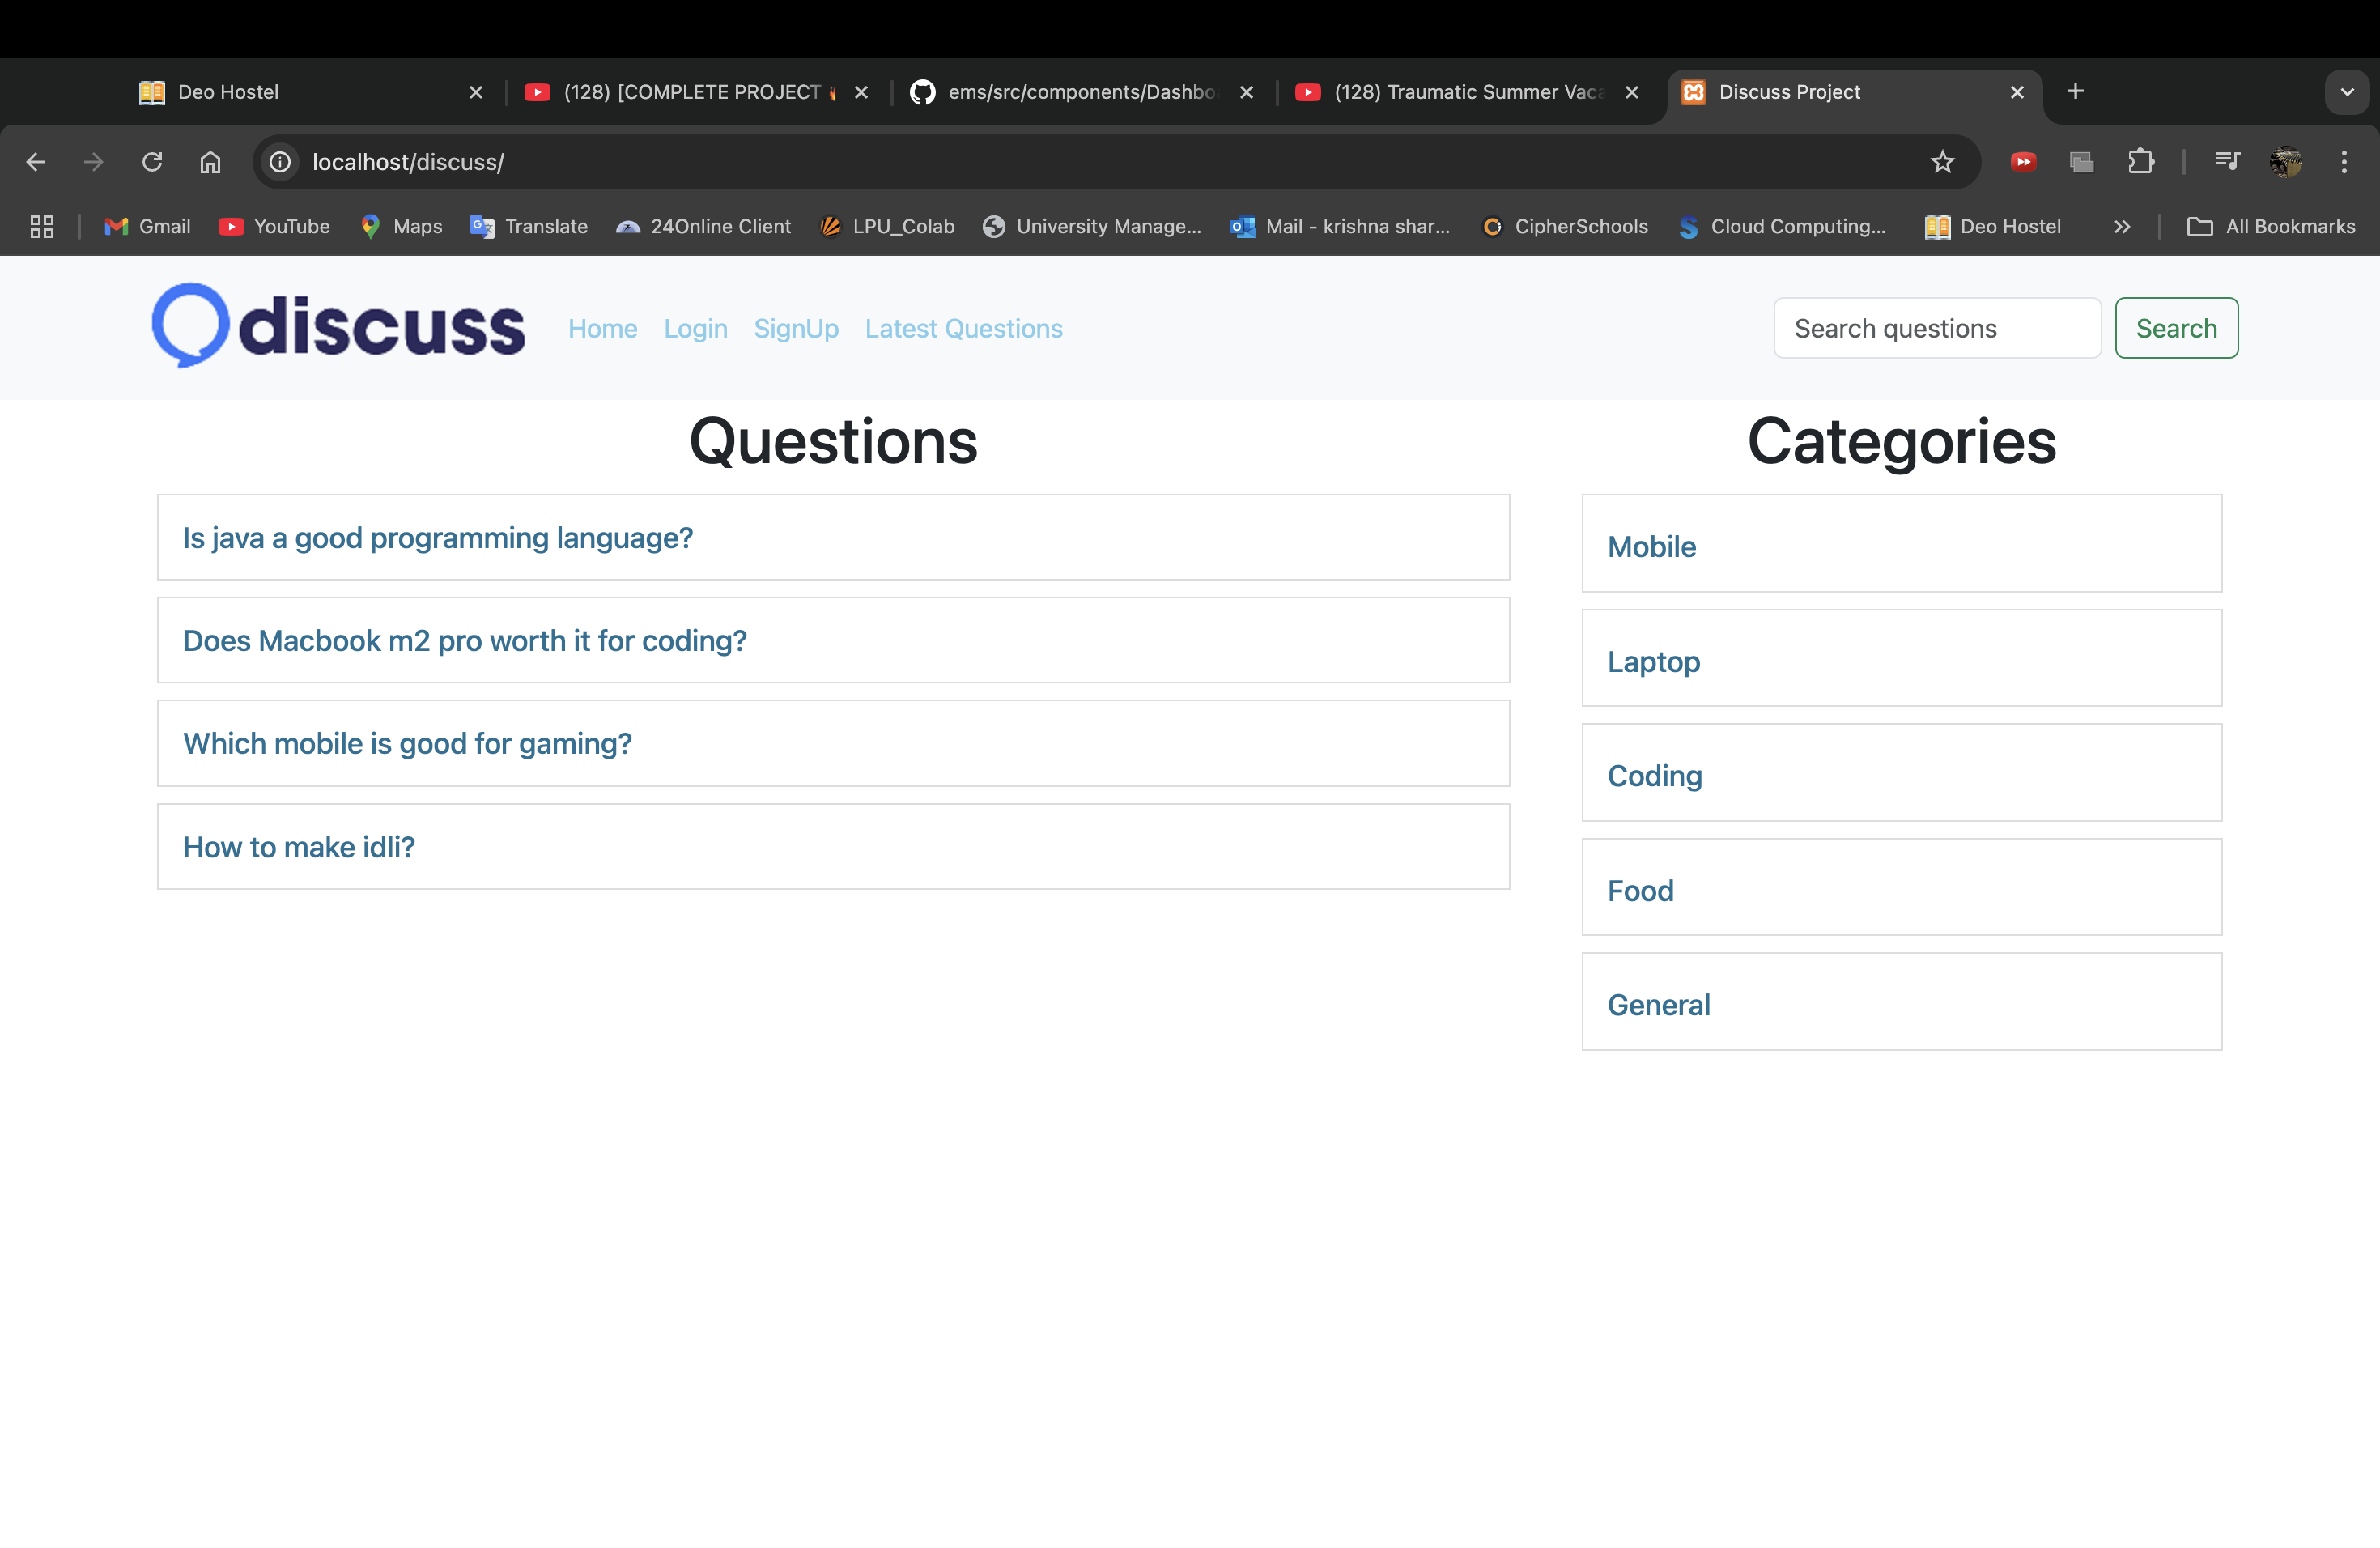 Deo Hostel
(128) [COMPLETE PROJECT
ems/src/components/Dashbo
(128) Traumatic Summer Vaca
Discuss Project
localhost/discuss/
Gmail
YouTube
Maps
Translate
24Online Client
LPU_Colab
University Manage...
Mail - krishna shar...
CipherSchools
Cloud Computing...
Deo Hostel
All Bookmarks
discuss
Home
Login
SignUp
Latest Questions
Search questions
Search
Questions
Is java a good programming language?
Does Macbook m2 pro worth it for coding?
Which mobile is good for gaming?
How to make idli?
Categories
Mobile
Laptop
Coding
Food
General